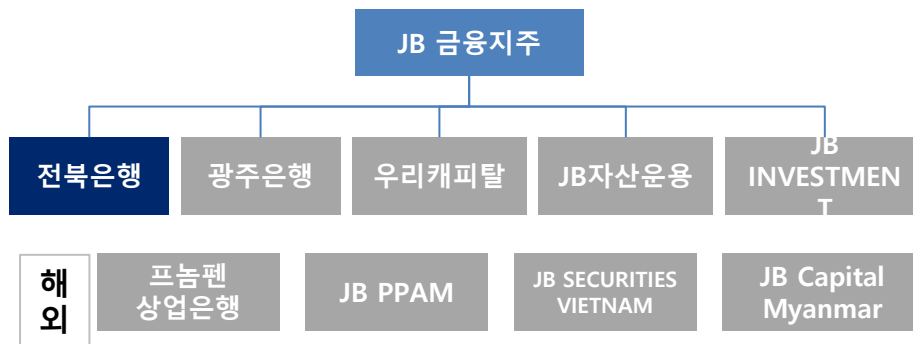 JB 금융지주
전북은행
광주은행
우리캐피탈
JB자산운용
JB
INVESTMEN
T
해
외
프놈펜
상업은행
JB PPAM
JB SECURITIES
VIETNAM
JB Capital
Myanmar